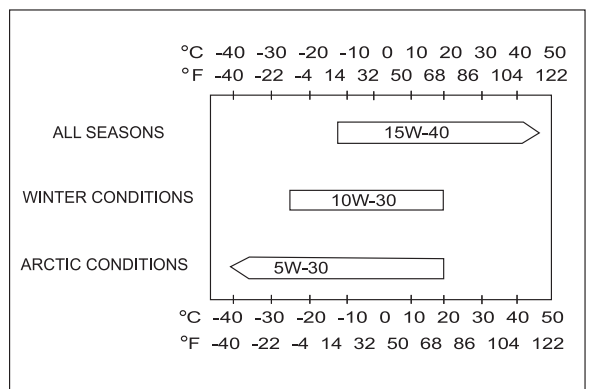 °C -40 -30 -20 -10 0 10 20 30 40 50
°F -40 -22 -4 14 32 50 68 86 104 122
ALL SEASONS 15W-40
WINTER CONDITIONS 10W-30
ARCTIC CONDITIONS 5W-30
°C -40 -30 -20 -10 0 10 20 30 40 50
°F -40 -22 -4 14 32 50 68 86 104 122